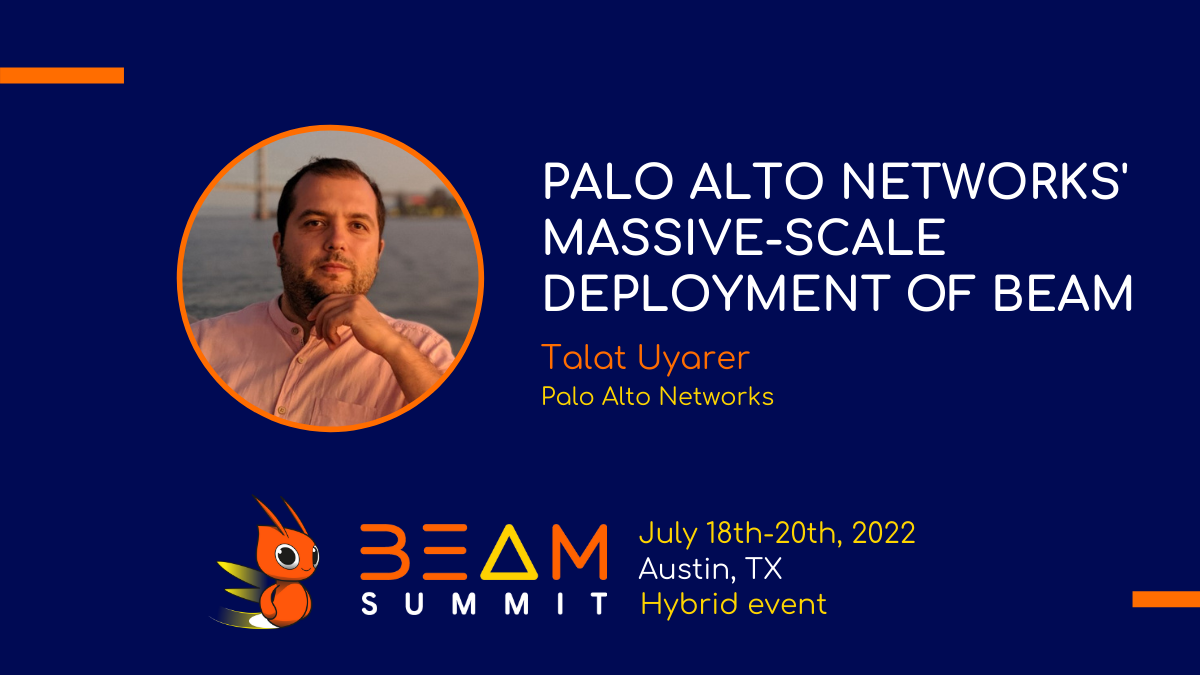 PALO ALTO NETWORKS'
MASSIVE-SCALE
DEPLOYMENT OF BEAM
Talat Uyarer
Palo Alto Networks
BEAM
SUMMIT
July 18th-20th, 2022
Austin, TX
Hybrid event